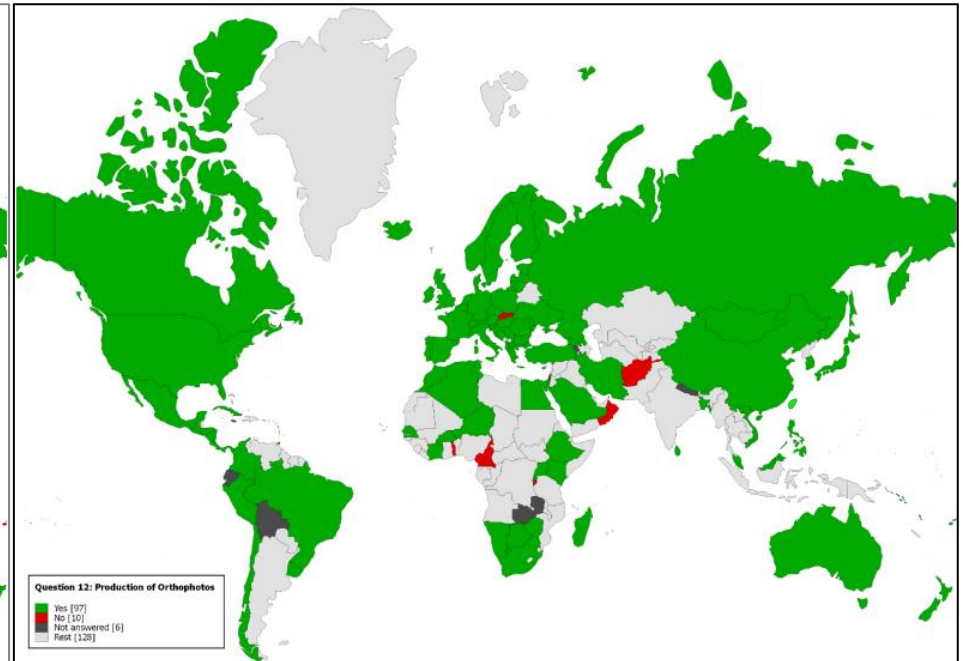 Question 12: Production of Orthophotos
Yes [97]
No [10]
Not answered [6]
Rest [128]